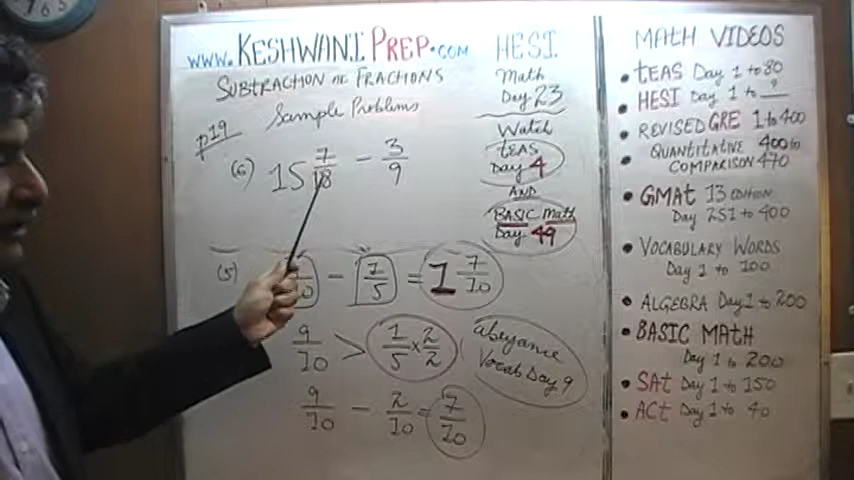 www.KESHWANI PREP.com
SUBTRACTION OF FRACTIONS
Sample Problems
p19
(6) 15 7/18 - 3/9
(5) /10 - 7/5 = 1 7/10
9/10 > 1/5 x 2/2
9/10 - 2/10 = 7/10
abeyance
Vocab Day 9
HESI
Math
Day 23
Watch
tEAS
Day 4
AND
BASIC Math
Day 49
MATH VIDEOS
• tEAS Day 1 to 80
• HESI Day 1 to ?
• REVISED GRE 1 to 400
• QUANTITATIVE 400 to
COMPARISON 470
• GMAt 13 EDITION
Day 251 to 400
• VOCABULARY WORDS
Day 1 to 100
• ALGEBRA Day 1 to 200
• BASIC MATH
Day 1 to 200
• SAt Day 1 to 150
• ACt Day 1 to 40